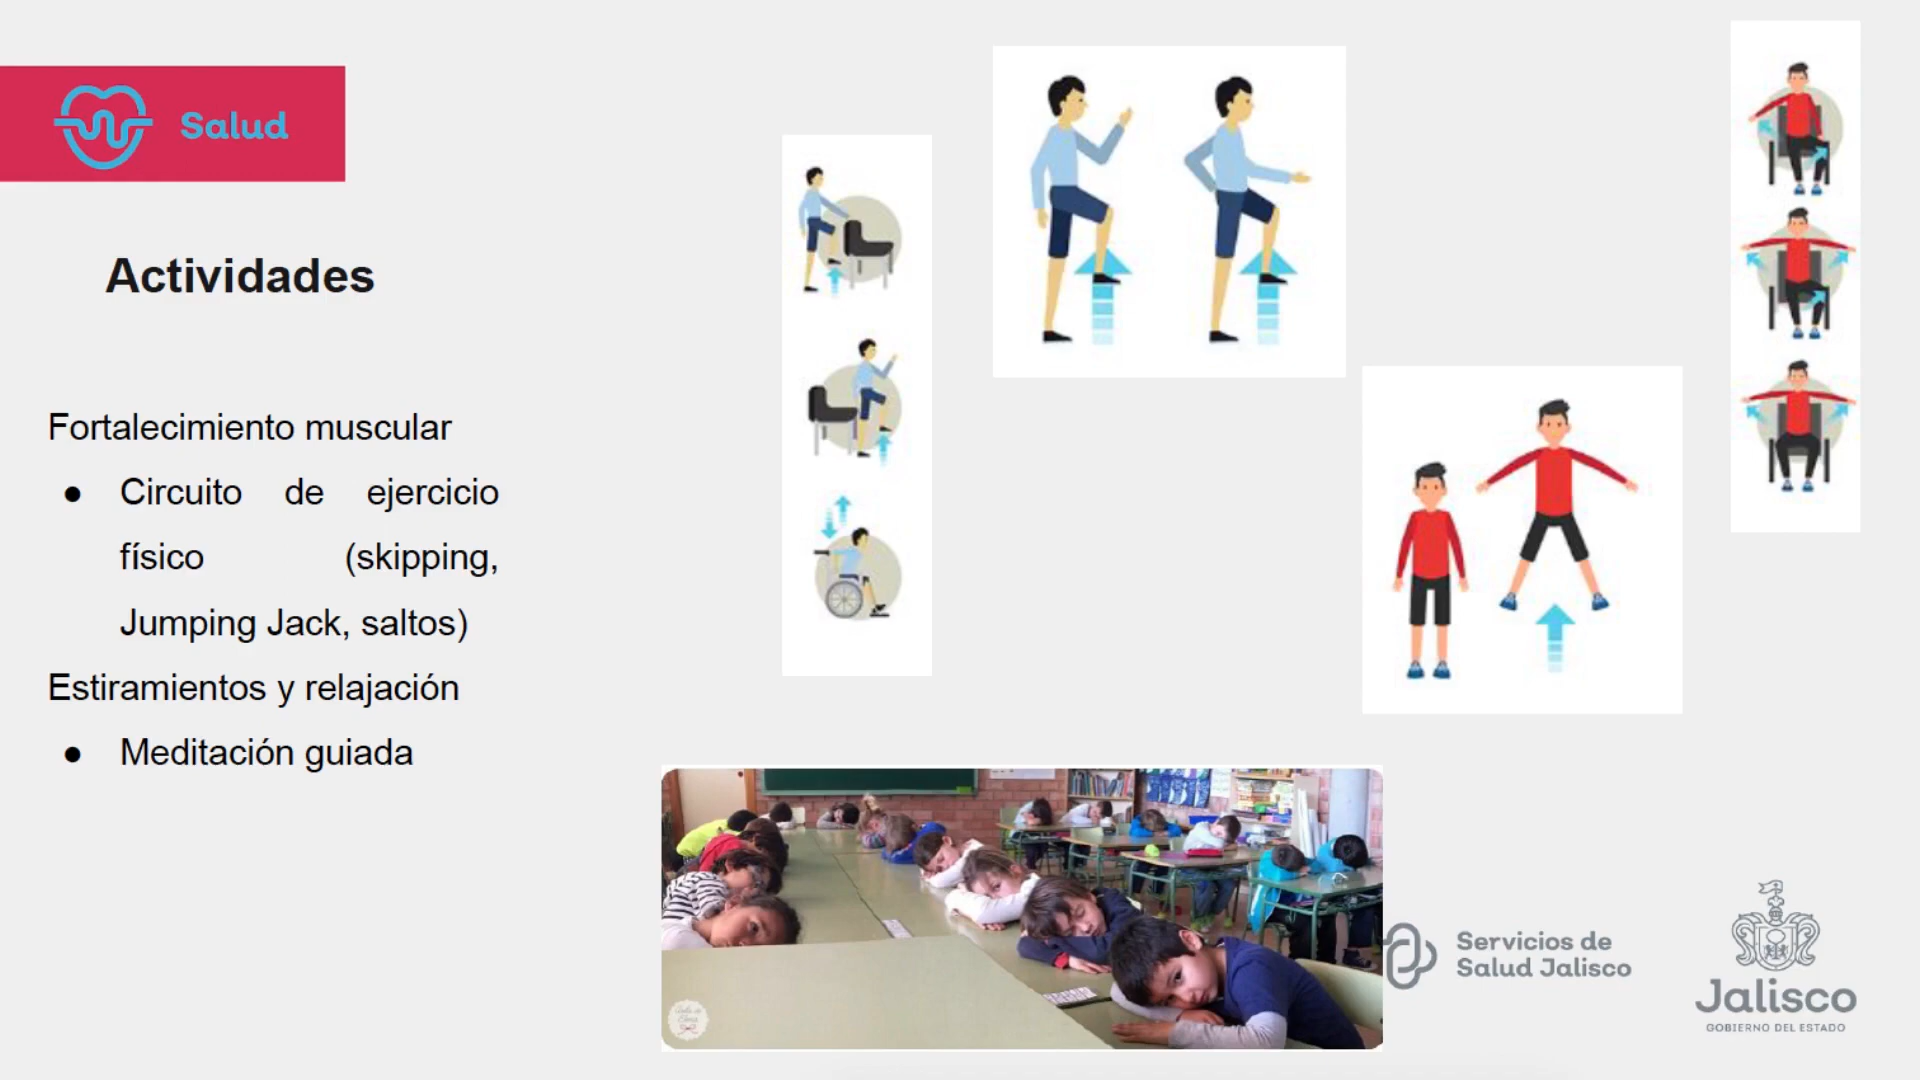 Salud
Actividades
Fortalecimiento muscular
● Circuito de ejercicio
físico (skipping,
Jumping Jack, saltos)
Estiramientos y relajación
● Meditación guiada
Servicios de
Salud Jalisco
Jalisco
GOBIERNO DEL ESTADO